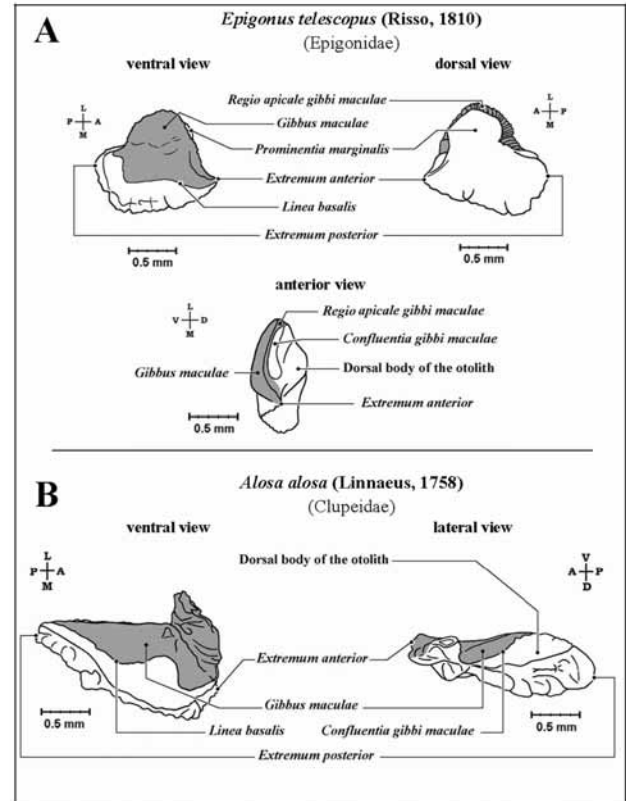 A
Epigonus telescopus (Risso, 1810)
(Epigonidae)
ventral view
dorsal view
Regio apicale gibbi maculae
Gibbus maculae
Prominentia marginalis
Extremum anterior
Linea basalis
Extremum posterior
L
P A
M
L
A P
M
0.5 mm
0.5 mm
anterior view
L
V D
M
Regio apicale gibbi maculae
Confluentia gibbi maculae
Gibbus maculae
Dorsal body of the otolith
Extremum anterior
0.5 mm
B
Alosa alosa (Linnaeus, 1758)
(Clupeidae)
ventral view
lateral view
L
P A
M
Dorsal body of the otolith
V
A P
D
Extremum anterior
Gibbus maculae
0.5 mm
Linea basalis
Confluentia gibbi maculae
0.5 mm
Extremum posterior